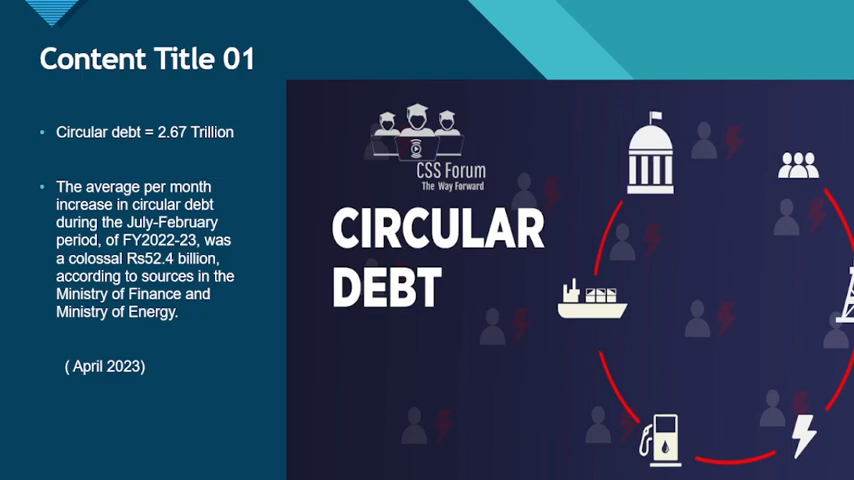 Content Title 01
• Circular debt = 2.67 Trillion
• The average per month
increase in circular debt
during the July-February
period, of FY2022-23, was
a colossal Rs52.4 billion,
according to sources in the
Ministry of Finance and
Ministry of Energy.
( April 2023)
CSS Forum
The Way Forward
CIRCULAR
DEBT